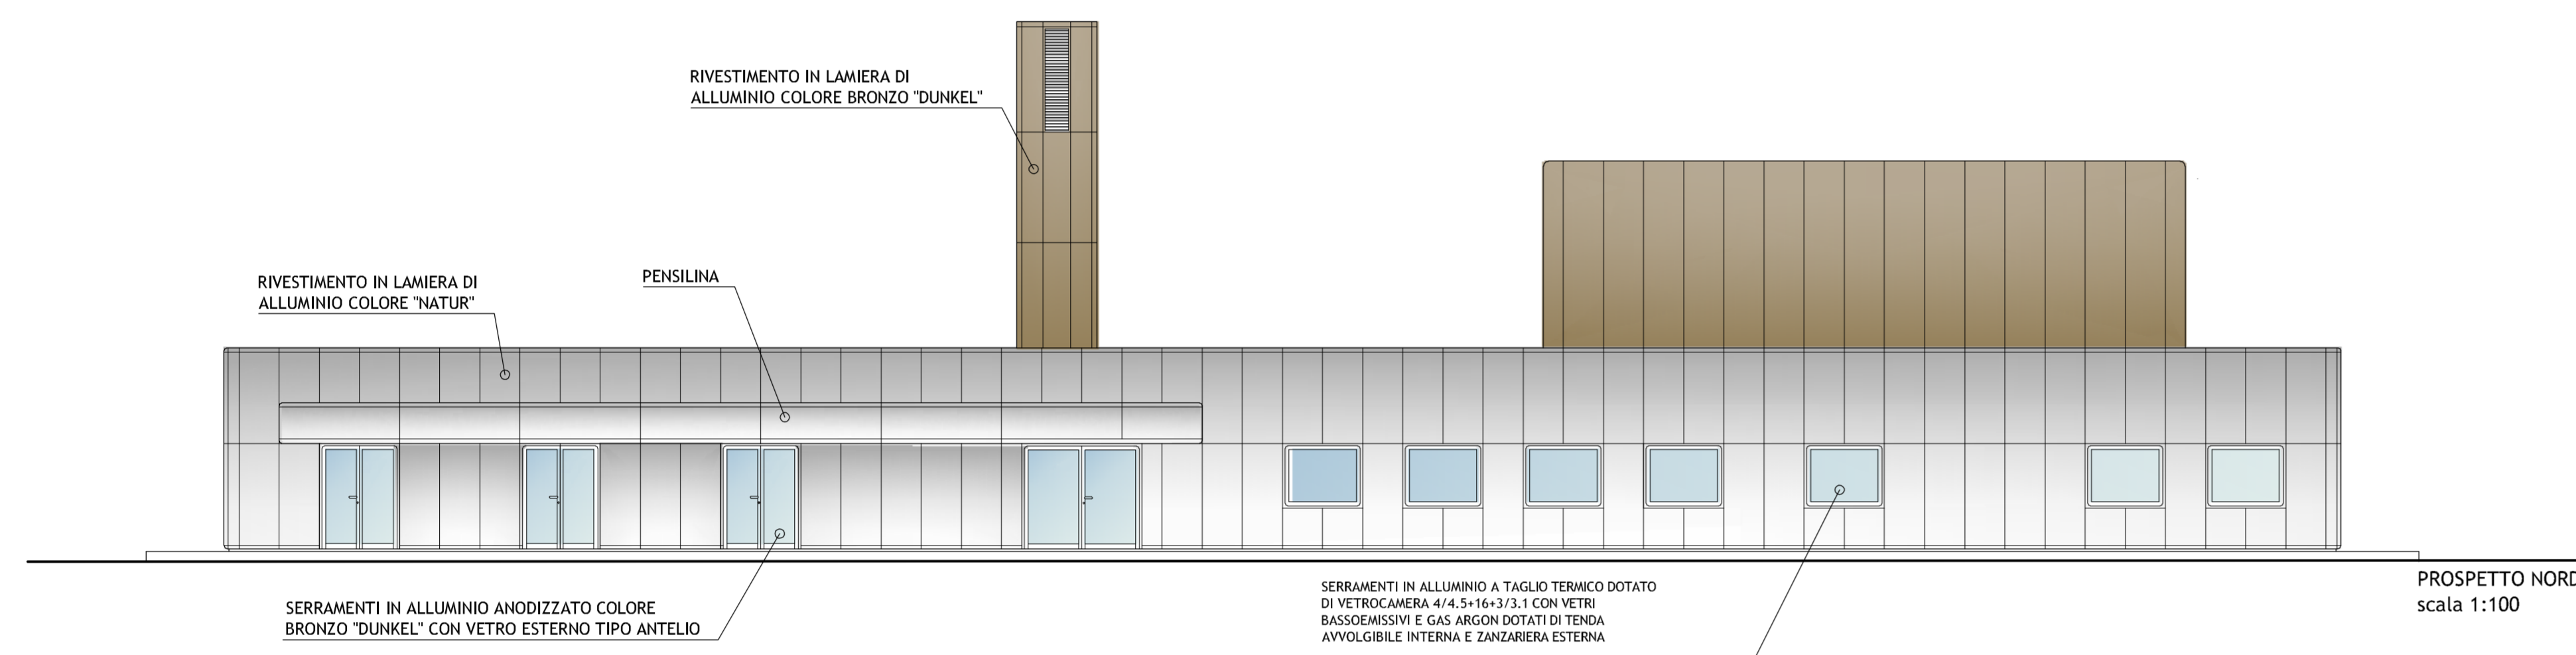 RIVESTIMENTO IN LAMIERA DI
ALLUMINIO COLORE BRONZO "DUNKEL"
RIVESTIMENTO IN LAMIERA DI
ALLUMINIO COLORE "NATUR"
PENSILINA
SERRAMENTI IN ALLUMINIO ANODIZZATO COLORE
BRONZO "DUNKEL" CON VETRO ESTERNO TIPO ANTELIO
SERRAMENTI IN ALLUMINIO A TAGLIO TERMICO DOTATO
DI VETROCAMERA 4/4.5+16+3/3.1 CON VETRI
BASSOEMISSIVI E GAS ARGON DOTATI DI TENDA
AVVOLGIBILE INTERNA E ZANZARIERA ESTERNA
PROSPETTO NORD
scala 1:100